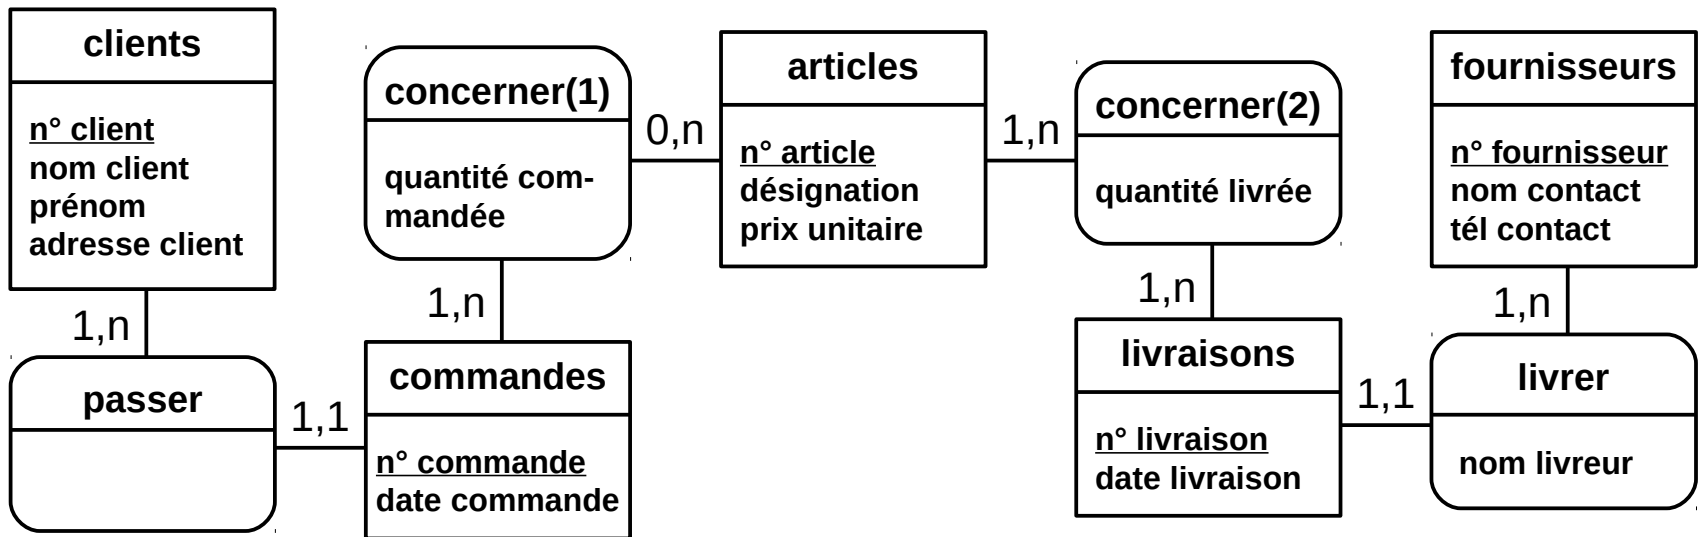 clients
n° client
nom client
prénom
adresse client
1,n
passer
1,1
commandes
n° commande
date commande
1,n
concerner(1)
quantité com-
mandée
0,n
articles
n° article
désignation
prix unitaire
1,n
concerner(2)
quantité livrée
1,n
livraisons
n° livraison
date livraison
1,1
livrer
nom livreur
1,n
fournisseurs
n° fournisseur
nom contact
tél contact